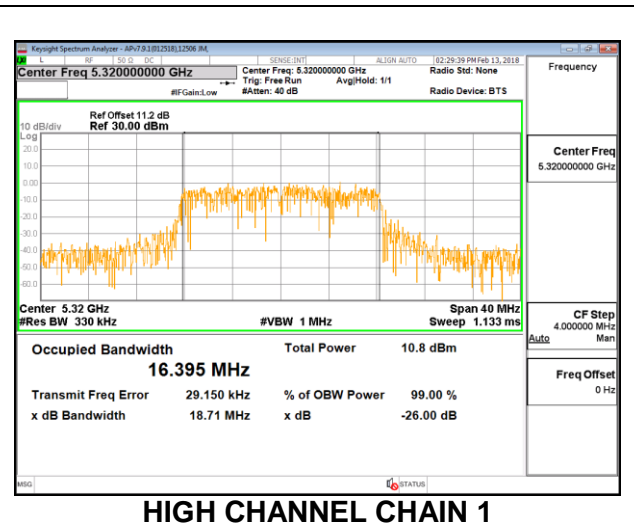 Keysight Spectrum Analyzer - APv7.9.1(012518),12506 JM,
L RF 50 Ω DC SENSE:INT ALIGN AUTO 02:29:39 PM Feb 13, 2018
Center Freq 5.320000000 GHz Center Freq: 5.320000000 GHz Radio Std: None Frequency
Trig: Free Run Avg|Hold: 1/1
#IFGain:Low #Atten: 40 dB Radio Device: BTS
Ref Offset 11.2 dB
10 dB/div Ref 30.00 dBm
Log
20.0
10.0
0.00
-10.0
-20.0
-30.0
-40.0
-50.0
-60.0
Center Freq
5.320000000 GHz
Center 5.32 GHz Span 40 MHz
#Res BW 330 kHz #VBW 1 MHz Sweep 1.133 ms
CF Step
4.000000 MHz
Auto Man
Occupied Bandwidth Total Power 10.8 dBm
16.395 MHz
Freq Offset
0 Hz
Transmit Freq Error 29.150 kHz % of OBW Power 99.00 %
x dB Bandwidth 18.71 MHz x dB -26.00 dB
MSG STATUS
HIGH CHANNEL CHAIN 1